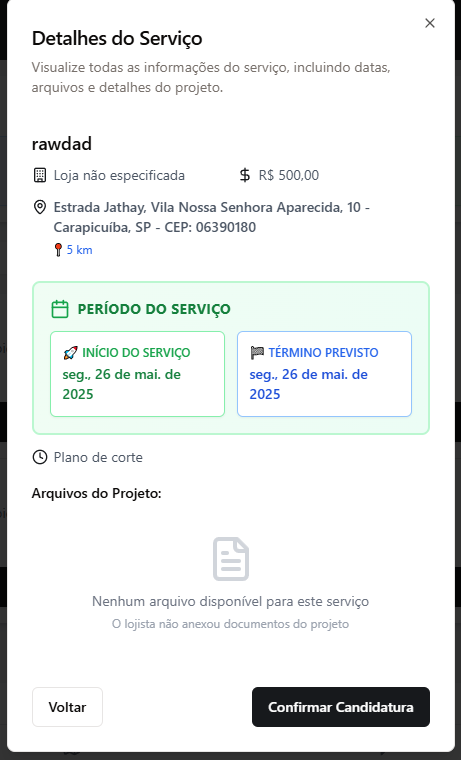 Detalhes do Serviço
Visualize todas as informações do serviço, incluindo datas,
arquivos e detalhes do projeto.
rawdad
Loja não especificada
R$ 500,00
Estrada Jathay, Vila Nossa Senhora Aparecida, 10 -
Carapicuíba, SP - CEP: 06390180
5 km
PERÍODO DO SERVIÇO
INÍCIO DO SERVIÇO
seg., 26 de mai. de
2025
TÉRMINO PREVISTO
seg., 26 de mai. de
2025
Plano de corte
Arquivos do Projeto:
Nenhum arquivo disponível para este serviço
O lojista não anexou documentos do projeto
Voltar
Confirmar Candidatura